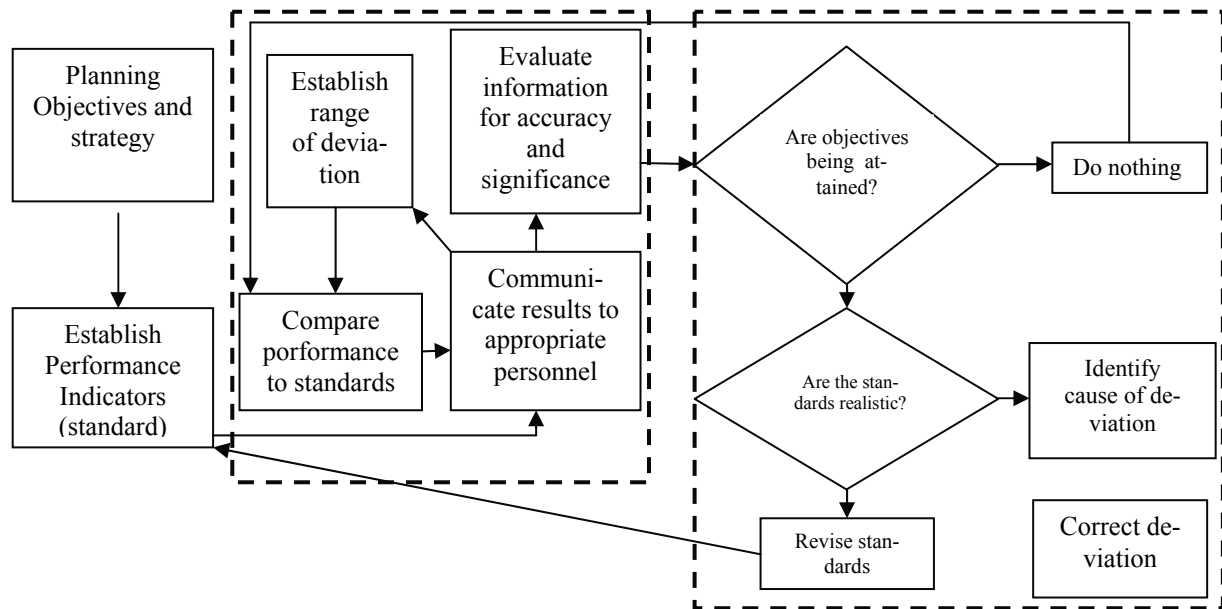 Planning
Objectives and
strategy
Establish
Performance
Indicators
(standard)
Establish
range
of devia-
tion
Compare
porformance
to standards
Evaluate
information
for accuracy
and
significance
Communi-
cate results to
appropriate
personnel
Are objectives
being at-
tained?
Do nothing
Are the stan-
dards realistic?
Identify
cause of de-
viation
Revise stan-
dards
Correct de-
viation